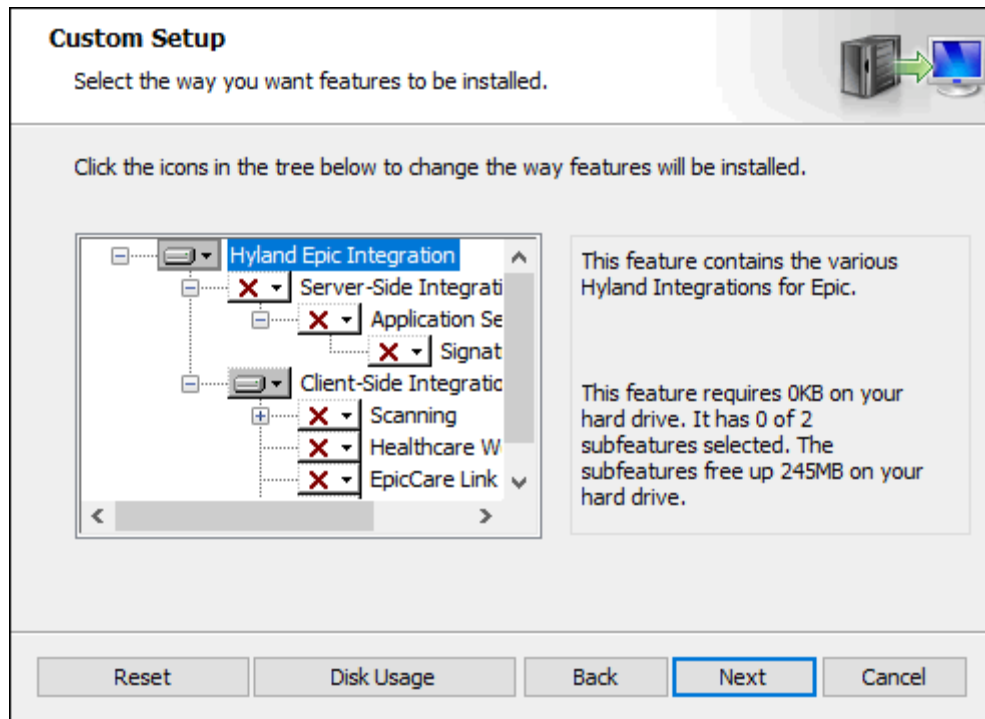 Custom Setup
Select the way you want features to be installed.
Click the icons in the tree below to change the way features will be installed.
Hyland Epic Integration
Server-Side Integrati
Application Se
Signat
Client-Side Integratio
Scanning
Healthcare W
EpicCare Link
This feature contains the various
Hyland Integrations for Epic.
This feature requires 0KB on your
hard drive. It has 0 of 2
subfeatures selected. The
subfeatures free up 245MB on your
hard drive.
Reset
Disk Usage
Back
Next
Cancel